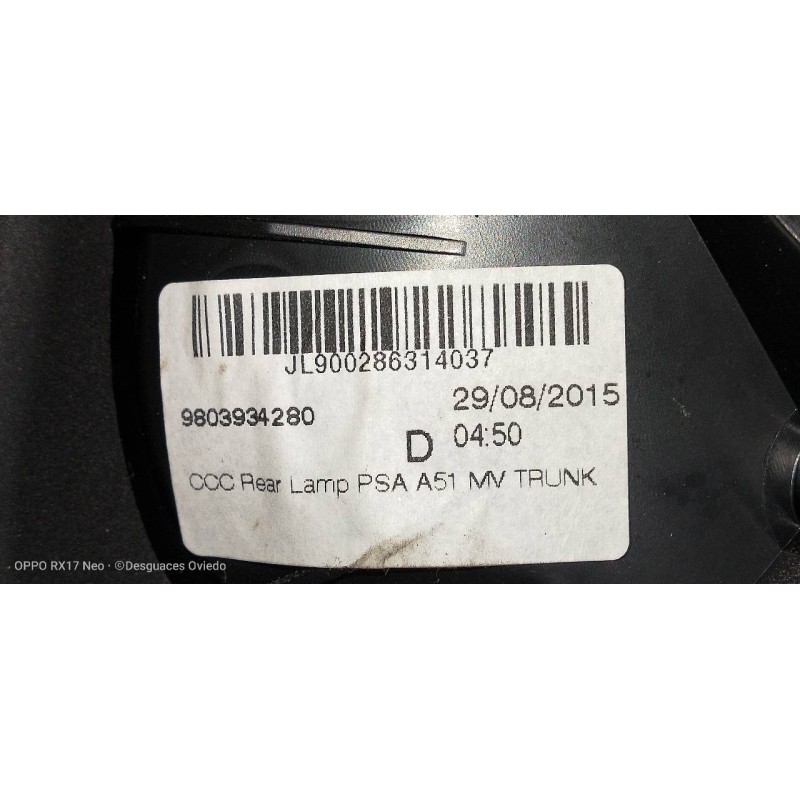 JL900286314037
9803934280
29/08/2015
D 04:50
CCC Rear Lamp PSA A51 MV TRUNK
OPPO RX17 Neo · ©Desguaces Oviedo